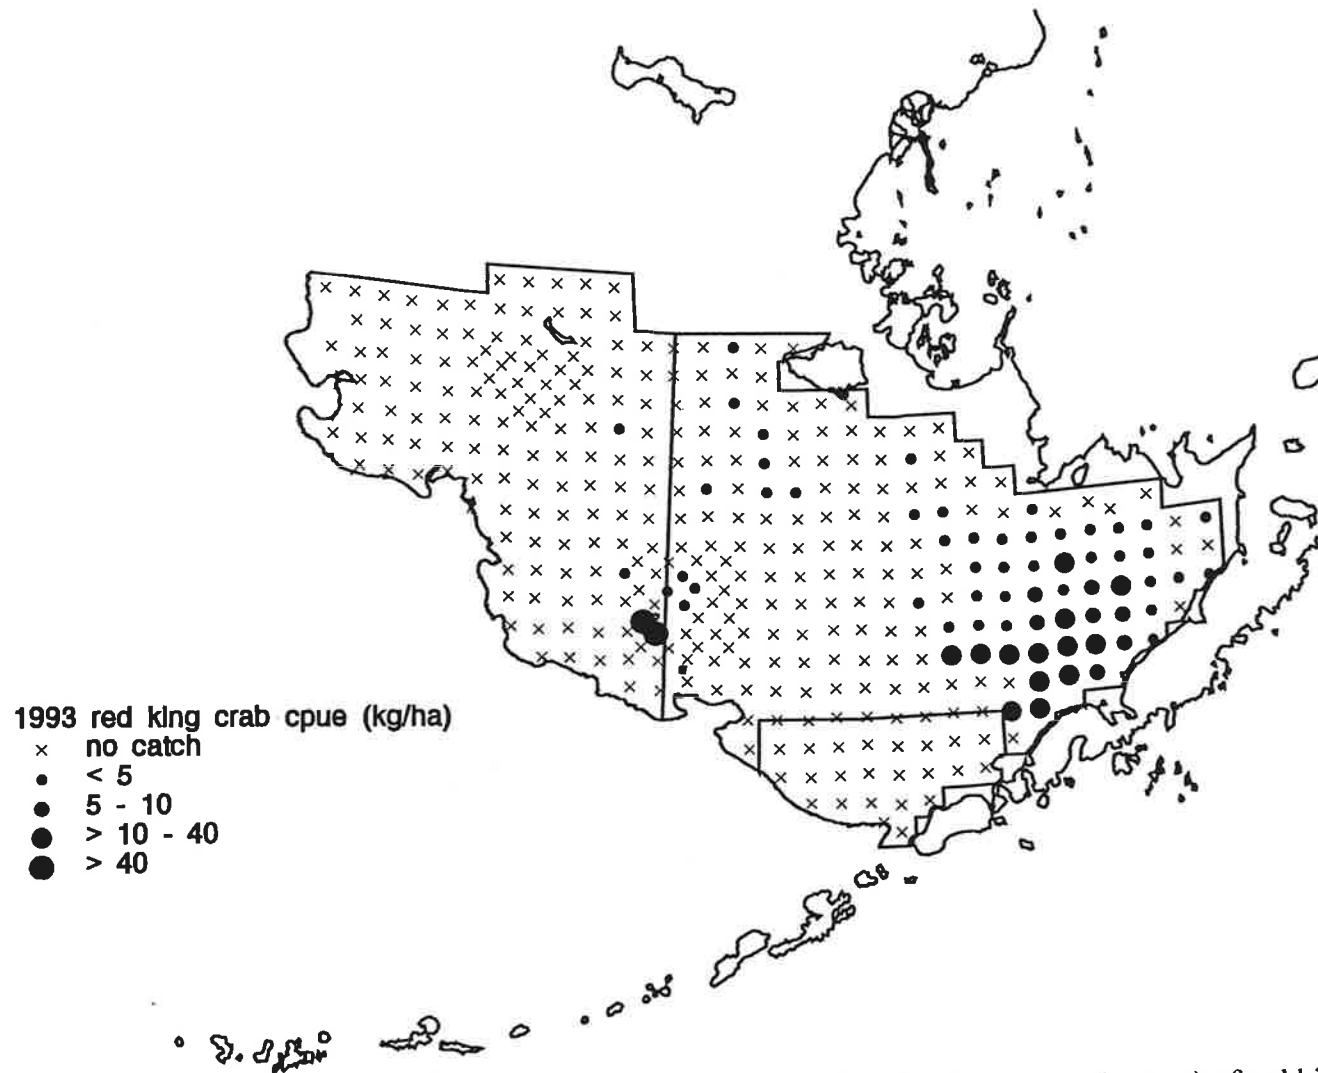 1993 red king crab cpue (kg/ha)
× no catch
● < 5
● 5 - 10
● > 10 - 40
● > 40